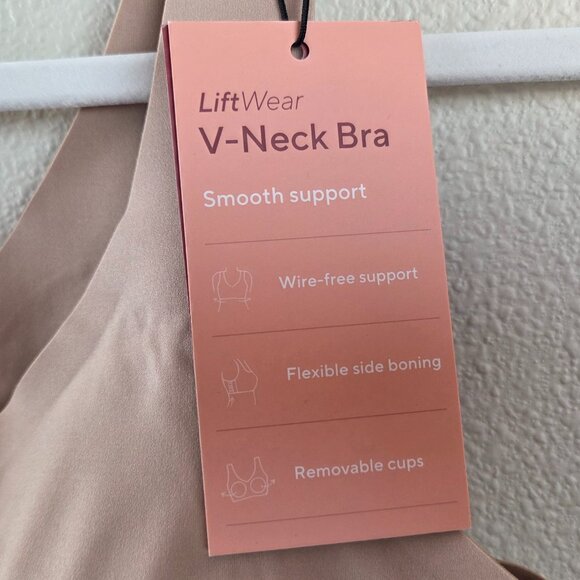 LiftWear
V-Neck Bra
Smooth support
Wire-free support
Flexible side boning
Removable cups